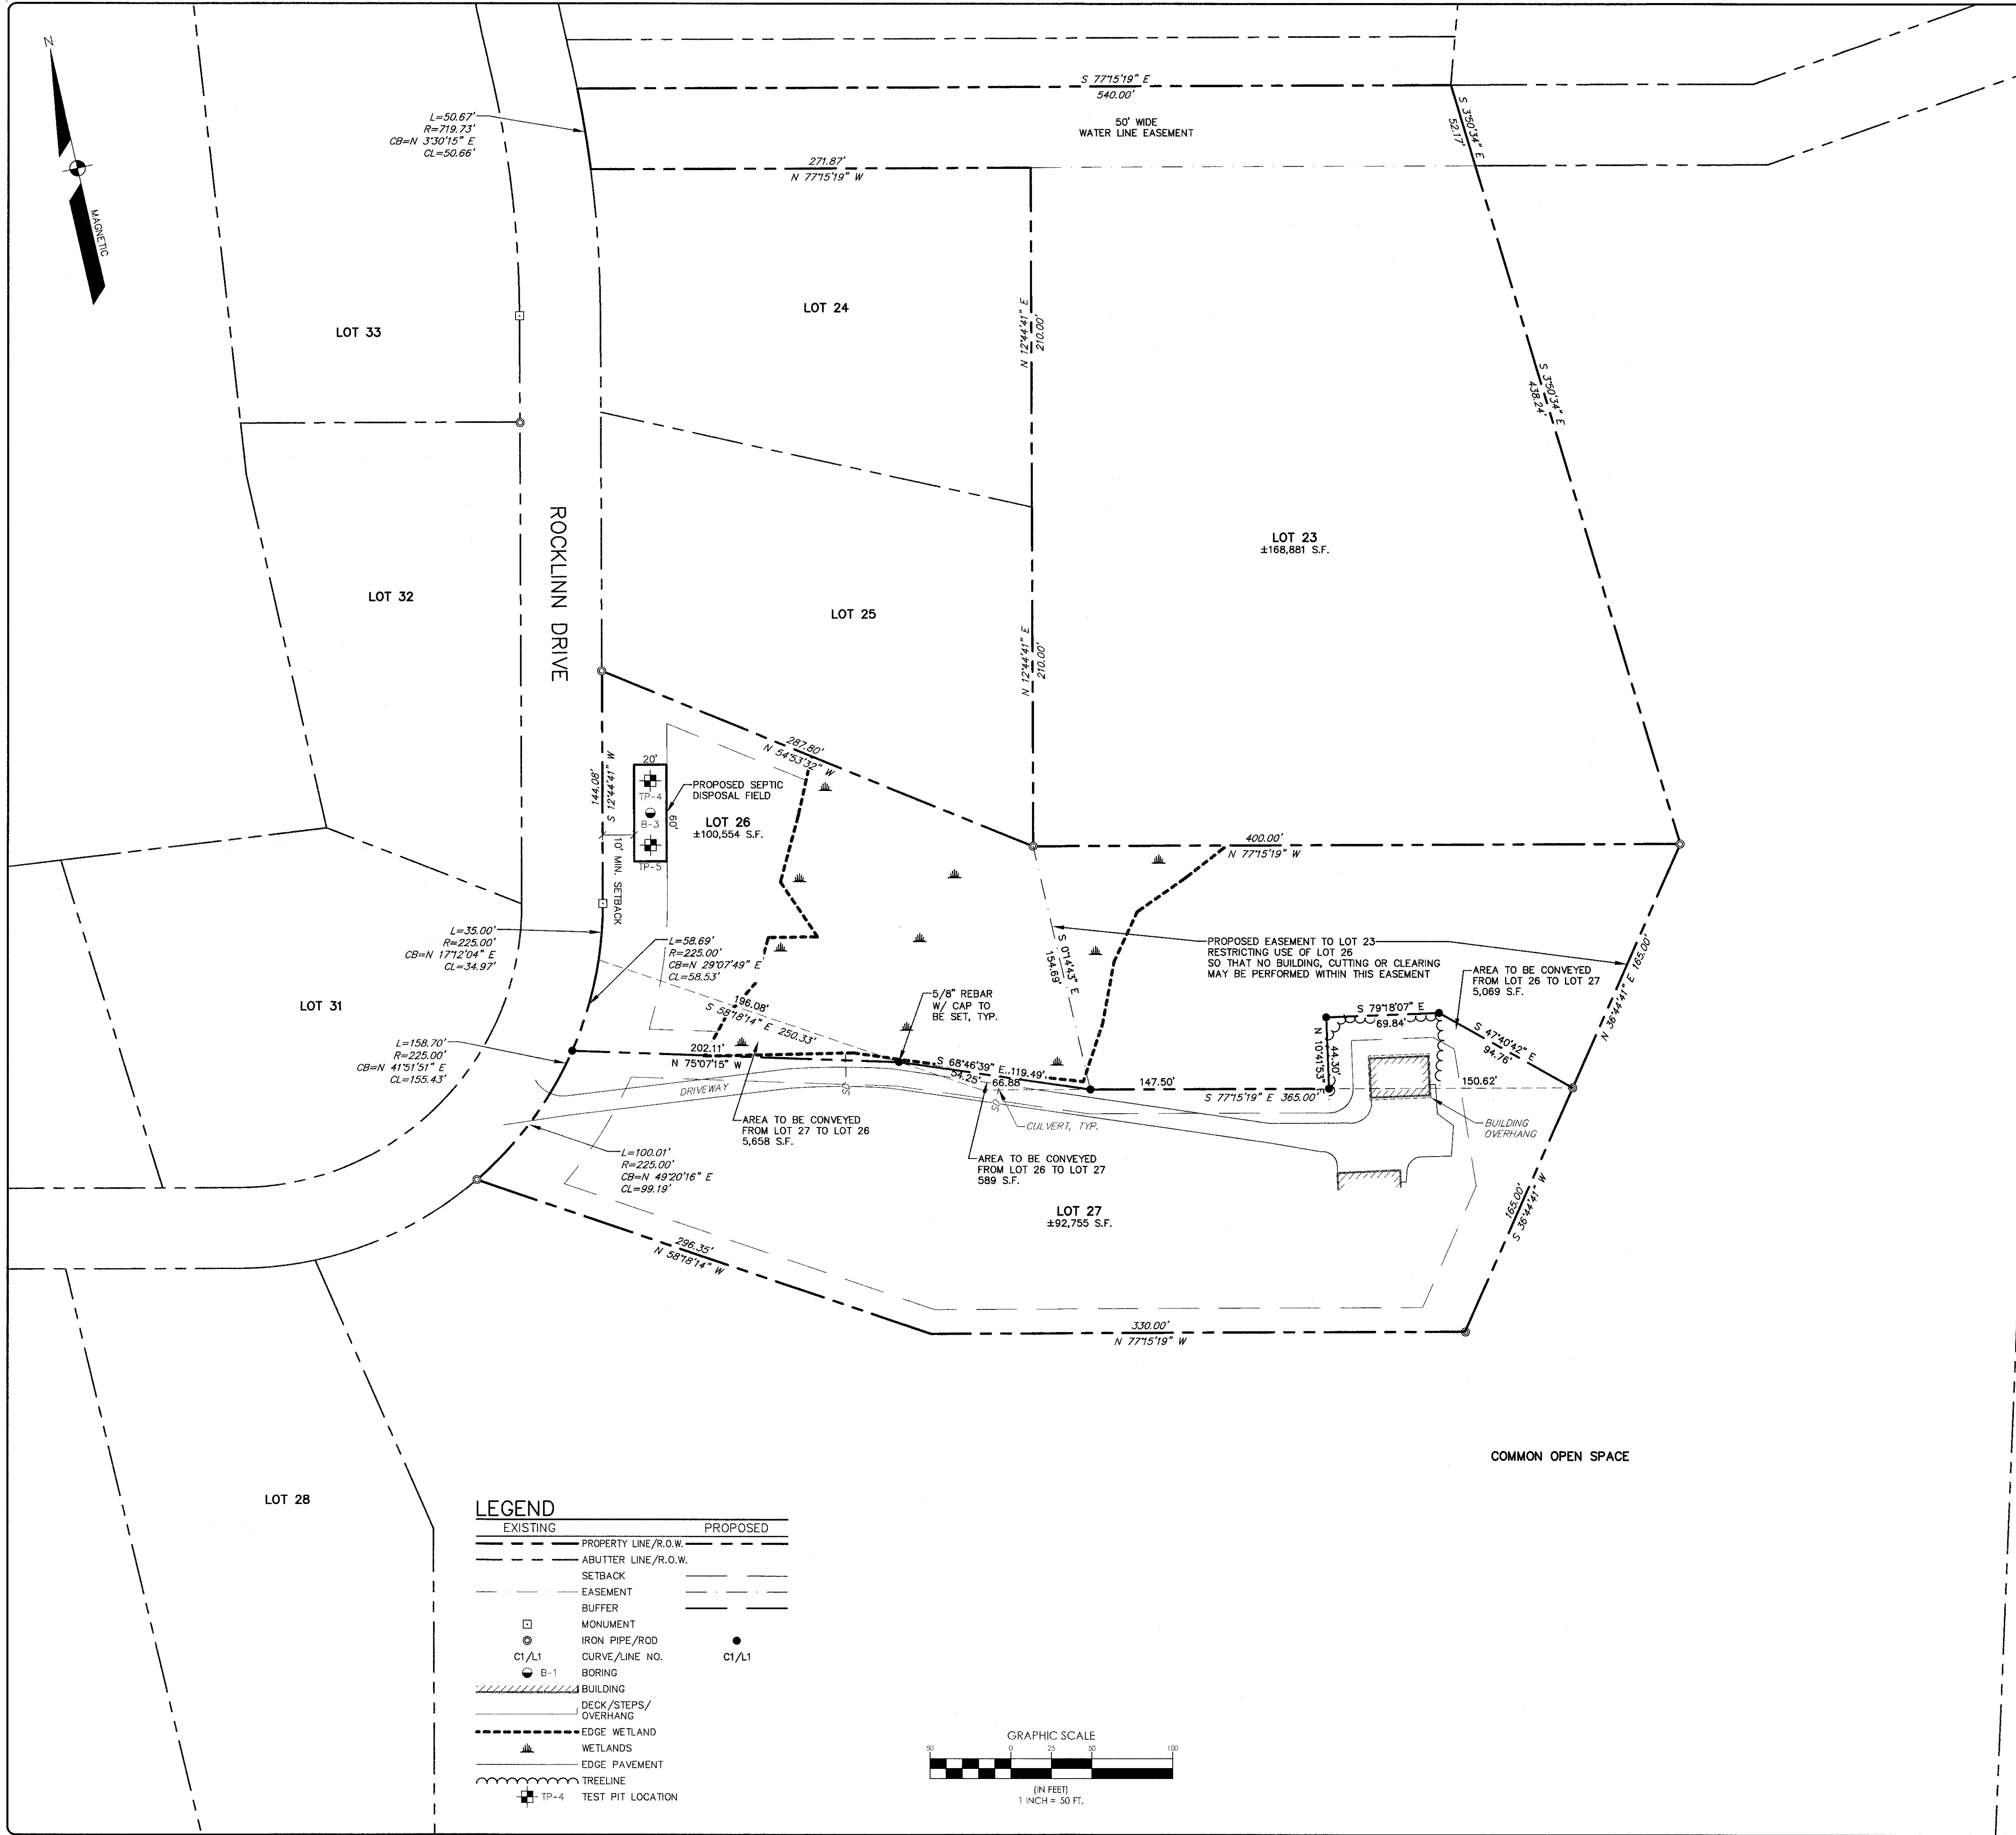 N
MAGNETIC
L=50.67'
R=719.73'
CB=N 3°30'15" E
CL=50.66'
S 77°15'19" E
540.00'
50' WIDE
WATER LINE EASEMENT
271.87'
N 77°15'19" W
S 3°50'34" E
52.17'
LOT 33
LOT 24
N 12°44'41" E
210.00'
S 3°50'34" E
438.24'
ROCKLINN DRIVE
LOT 23
±168,881 S.F.
LOT 32
LOT 25
N 12°44'41" E
210.00'
287.80'
N 54°53'32" W
144.08'
S 12°44'41" W
20'
TP-4
B-3
TP-5
60'
PROPOSED SEPTIC
DISPOSAL FIELD
LOT 26
±100,554 S.F.
10' MIN. SETBACK
400.00'
N 77°15'19" W
L=35.00'
R=225.00'
CB=N 17°12'04" E
CL=34.97'
L=58.69'
R=225.00'
CB=N 29°07'49" E
CL=58.53'
S 0°14'43" E
154.69'
PROPOSED EASEMENT TO LOT 23
RESTRICTING USE OF LOT 26
SO THAT NO BUILDING, CUTTING OR CLEARING
MAY BE PERFORMED WITHIN THIS EASEMENT
AREA TO BE CONVEYED
FROM LOT 26 TO LOT 27
5,069 S.F.
N 36°44'41" E 165.00'
LOT 31
196.08'
S 58°18'14" E 250.33'
5/8" REBAR
W/ CAP TO
BE SET, TYP.
S 79°18'07" E
69.84'
S 47°40'42" E
94.76'
N 10°41'53" E
44.30'
L=158.70'
R=225.00'
CB=N 41°51'51" E
CL=155.43'
202.11'
N 75°07'15" W
S 68°46'39" E 119.49'
54.25'
66.88'
147.50'
S 77°15'19" E 365.00'
150.62'
DRIVEWAY
SD
SD
CULVERT, TYP.
BUILDING
OVERHANG
AREA TO BE CONVEYED
FROM LOT 27 TO LOT 26
5,658 S.F.
L=100.01'
R=225.00'
CB=N 49°20'16" E
CL=99.19'
AREA TO BE CONVEYED
FROM LOT 26 TO LOT 27
589 S.F.
LOT 27
±92,755 S.F.
165.00'
S 36°44'41" W
296.35'
N 58°18'14" W
330.00'
N 77°15'19" W
COMMON OPEN SPACE
LOT 28
LEGEND
EXISTING PROPOSED
PROPERTY LINE/R.O.W.
ABUTTER LINE/R.O.W.
SETBACK
EASEMENT
BUFFER
MONUMENT
IRON PIPE/ROD
C1/L1 CURVE/LINE NO. C1/L1
B-1 BORING
BUILDING
DECK/STEPS/
OVERHANG
EDGE WETLAND
WETLANDS
EDGE PAVEMENT
TREELINE
TP-4 TEST PIT LOCATION
GRAPHIC SCALE
50 0 25 50 100
(IN FEET)
1 INCH = 50 FT.